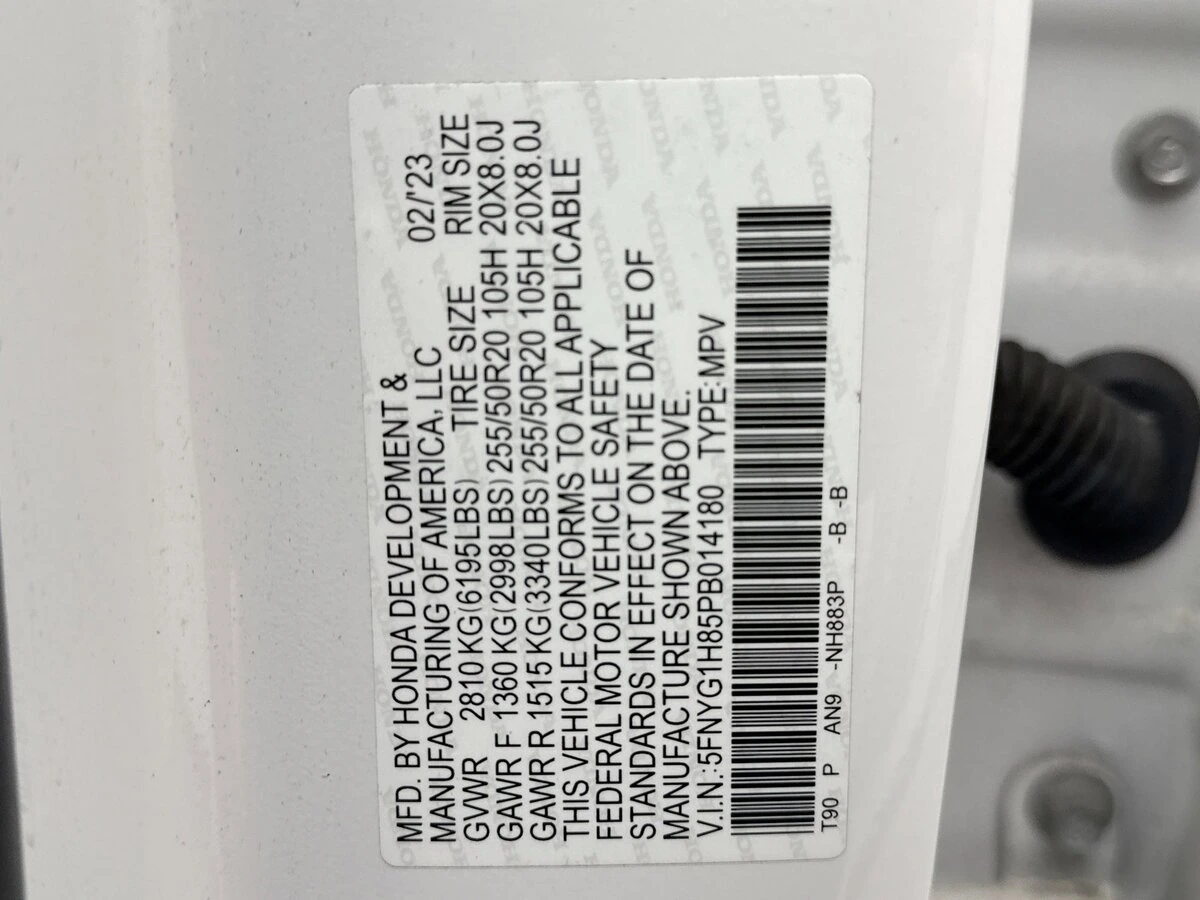 MFD. BY HONDA DEVELOPMENT & 02/'23
MANUFACTURING OF AMERICA, LLC
GVWR 2810 KG(6195LBS) TIRE SIZE RIM SIZE
GAWR F 1360 KG(2998LBS) 255/50R20 105H 20X8.0J
GAWR R 1515 KG(3340LBS) 255/50R20 105H 20X8.0J
THIS VEHICLE CONFORMS TO ALL APPLICABLE
FEDERAL MOTOR VEHICLE SAFETY
STANDARDS IN EFFECT ON THE DATE OF
MANUFACTURE SHOWN ABOVE.
V.I.N.: 5FNYG1H85PB014180 TYPE: MPV
T90 P AN9 -NH883P -B -B